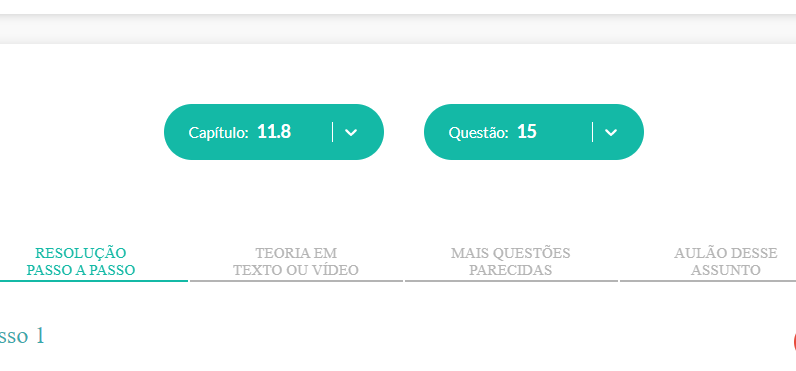 Capítulo: 11.8
Questão: 15
RESOLUÇÃO
PASSO A PASSO
TEORIA EM
TEXTO OU VÍDEO
MAIS QUESTÕES
PARECIDAS
AULÃO DESSE
ASSUNTO
sso 1